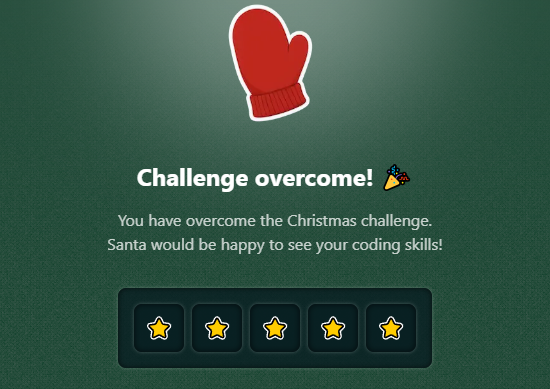 Challenge overcome! 🎉
You have overcome the Christmas challenge.
Santa would be happy to see your coding skills!